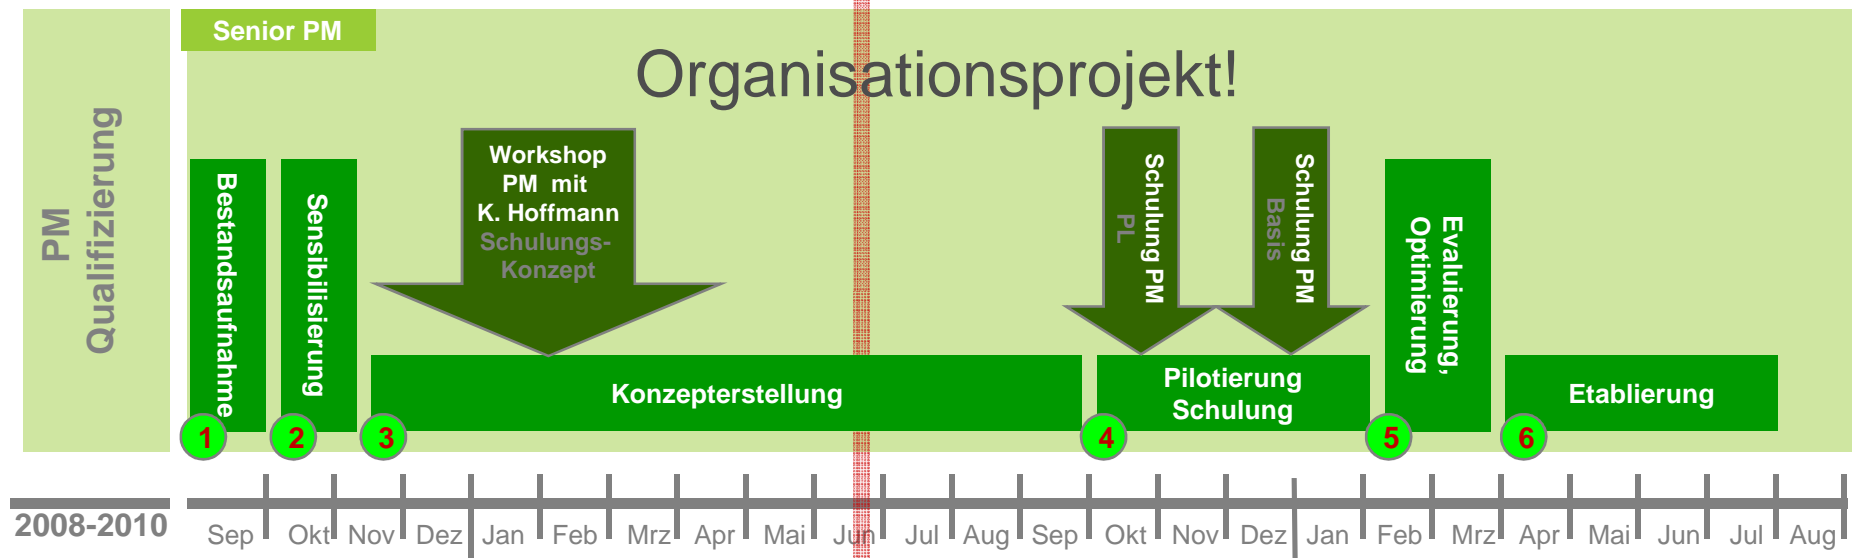 Senior PM
Organisationsprojekt!
PM
Qualifizierung
Bestandsaufnahme
Sensibilisierung
Workshop
PM mit
K. Hoffmann
Schulungs-
Konzept
Schulung PM
PL
Schulung PM
Basis
Evaluierung,
Optimierung
Konzepterstellung
Pilotierung
Schulung
Etablierung
1
2
3
4
5
6
2008-2010
Sep Okt Nov Dez Jan Feb Mrz Apr Mai Jun Jul Aug Sep Okt Nov Dez Jan Feb Mrz Apr Mai Jun Jul Aug